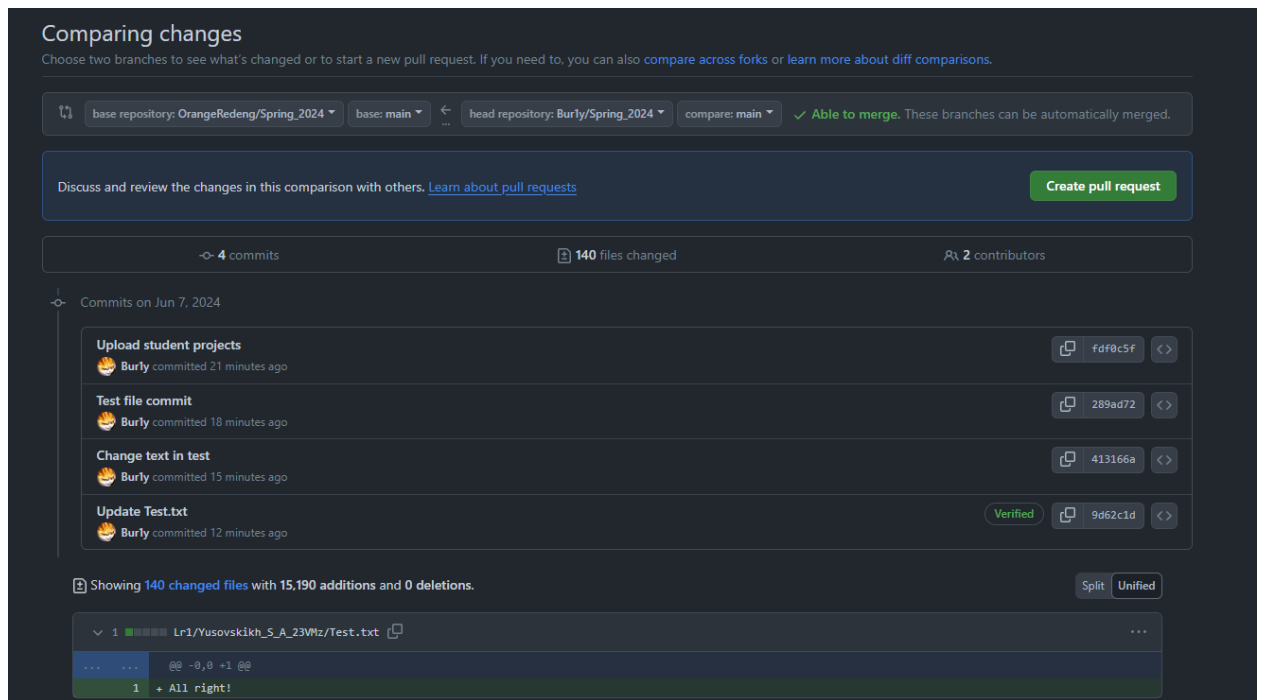 Comparing changes
Choose two branches to see what's changed or to start a new pull request. If you need to, you can also compare across forks or learn more about diff comparisons.
base repository: OrangeRedeng/Spring_2024 base: main ... head repository: Bur1y/Spring_2024 compare: main Able to merge. These branches can be automatically merged.
Discuss and review the changes in this comparison with others. Learn about pull requests Create pull request
4 commits 140 files changed 2 contributors
Commits on Jun 7, 2024
Upload student projects
Bur1y committed 21 minutes ago fdf0c5f
Test file commit
Bur1y committed 18 minutes ago 289ad72
Change text in test
Bur1y committed 15 minutes ago 413166a
Update Test.txt
Bur1y committed 12 minutes ago Verified 9d62c1d
Showing 140 changed files with 15,190 additions and 0 deletions. Split Unified
1 Lr1/Yusovskikh_S_A_23VMz/Test.txt ...
... ... @@ -0,0 +1 @@
1 + All right!